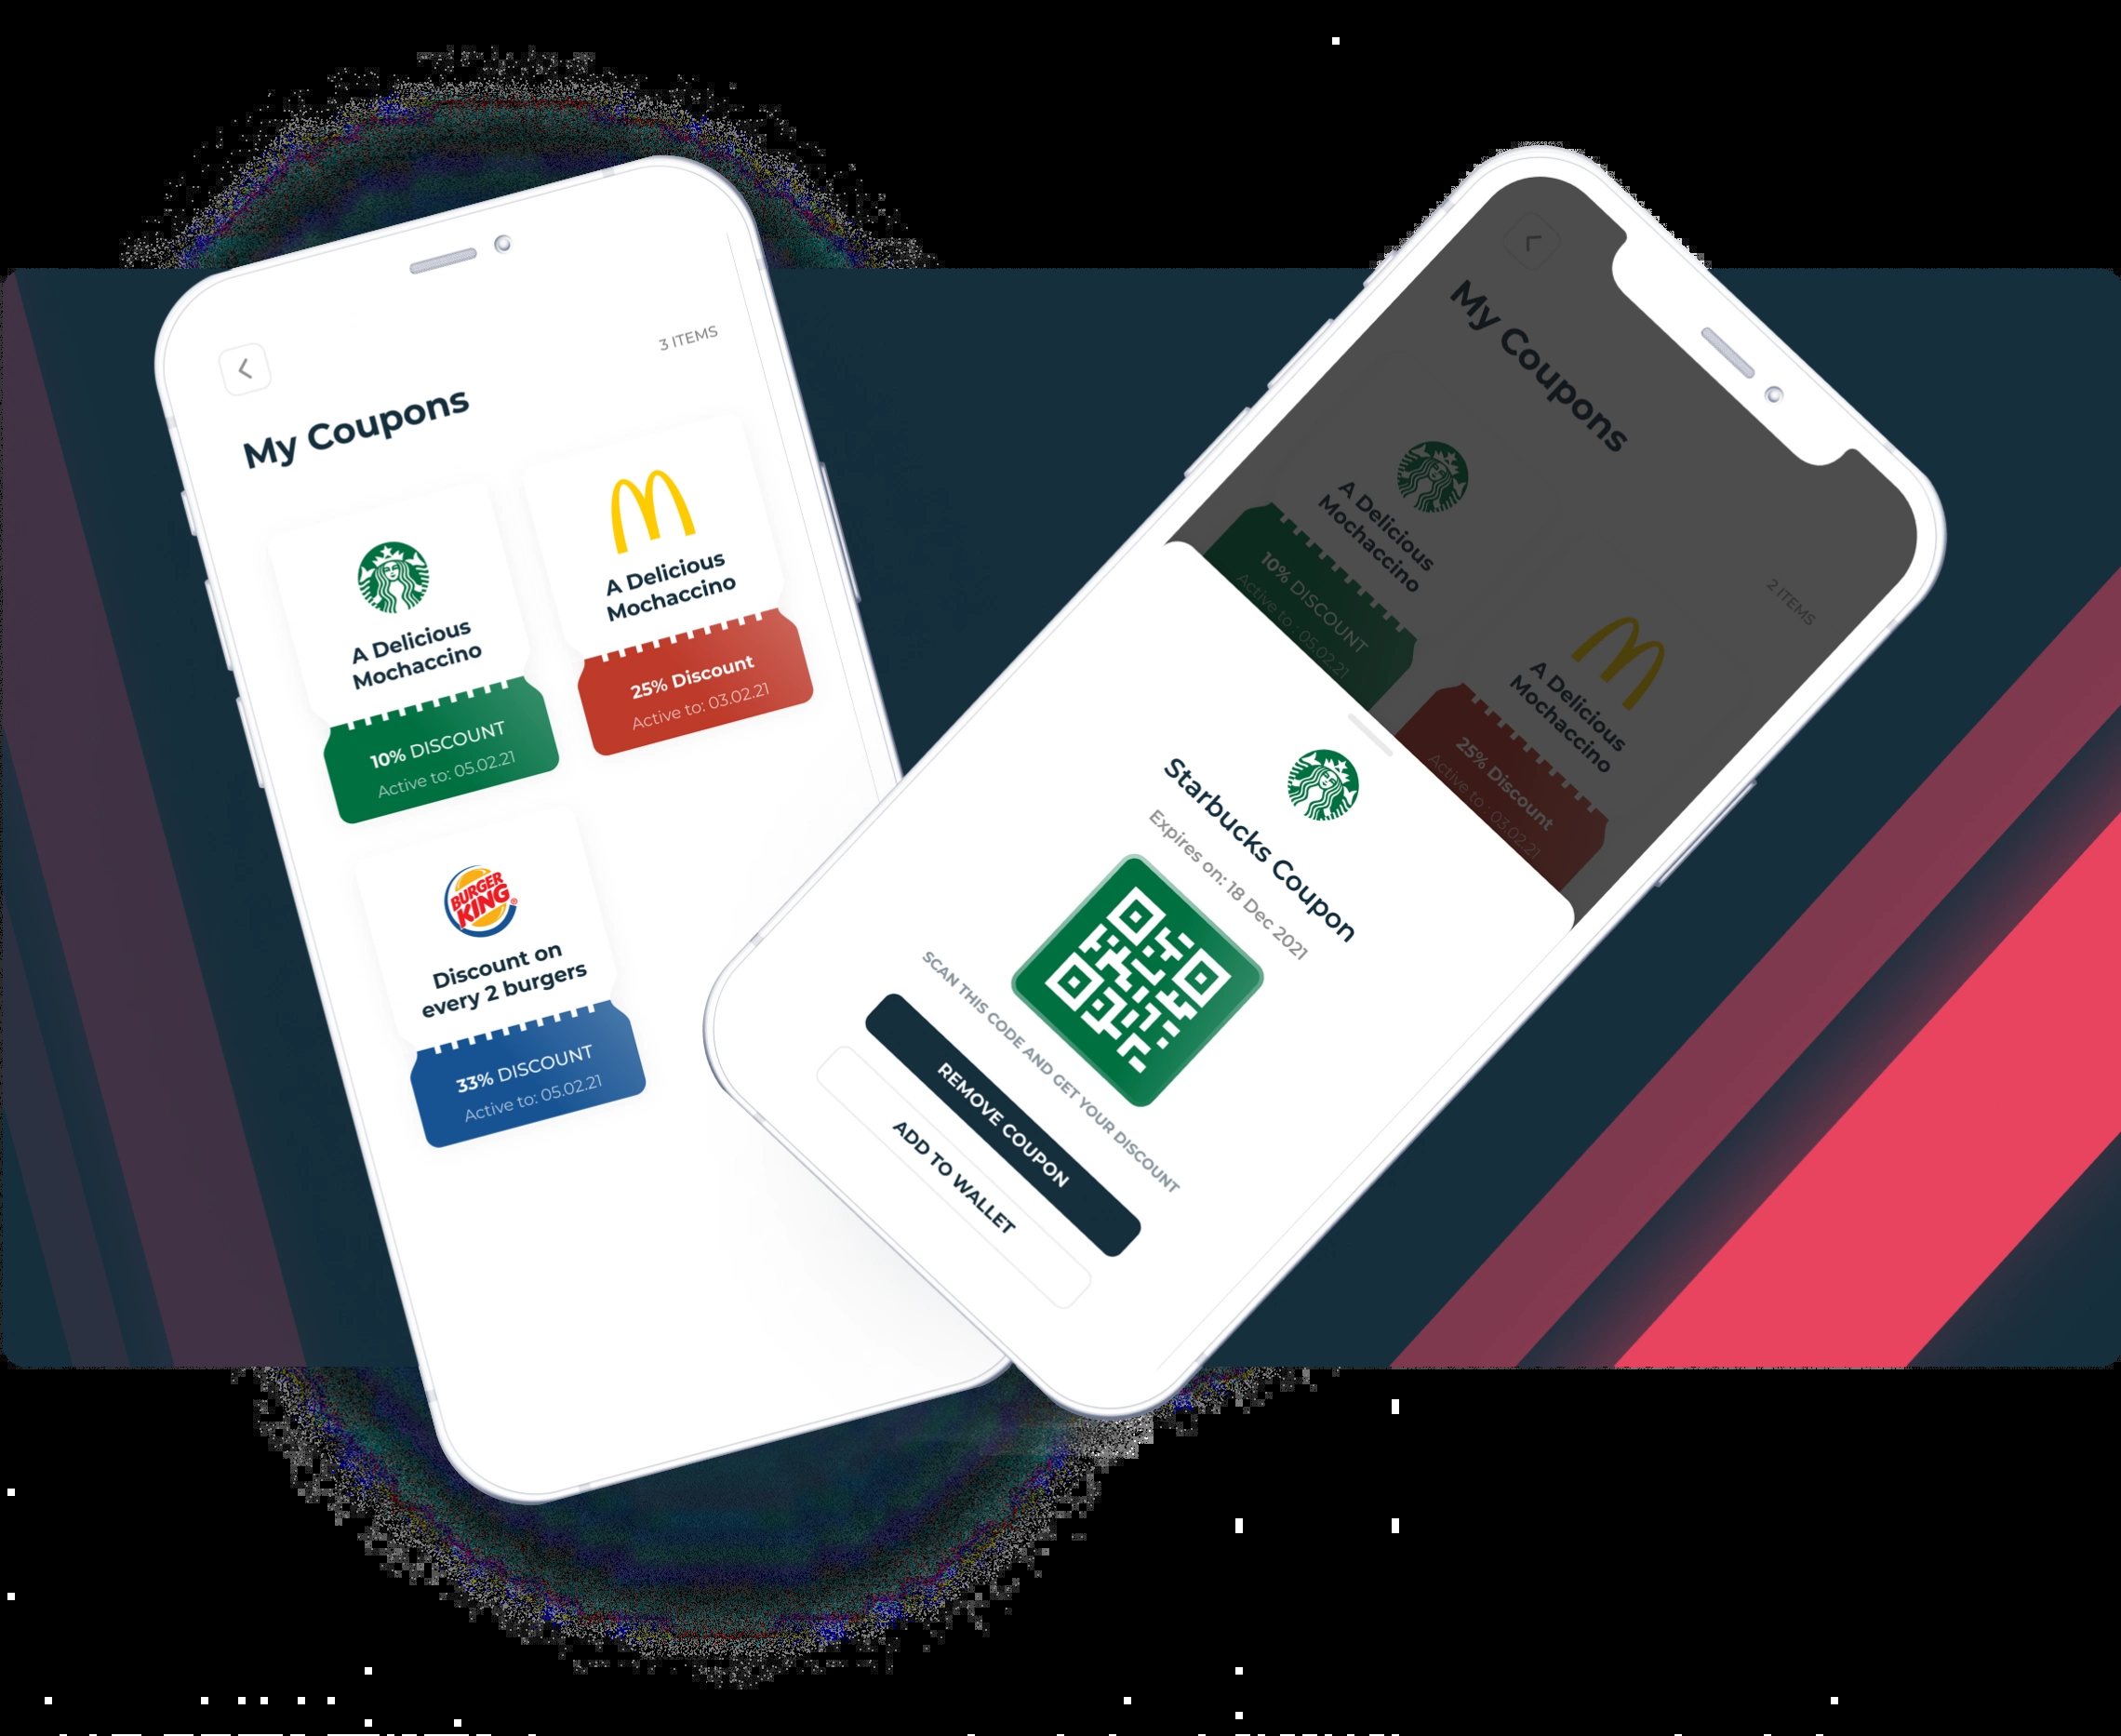 3 ITEMS
My Coupons
A Delicious
Mochaccino
10% DISCOUNT
Active to: 05.02.21
A Delicious
Mochaccino
25% Discount
Active to: 03.02.21
BURGER
KING®
Discount on
every 2 burgers
33% DISCOUNT
Active to: 05.02.21
My Coupons
2 ITEMS
A Delicious
Mochaccino
10% DISCOUNT
Active to : 05.02.21
A Delicious
Mochaccino
25% Discount
Active to : 03.02.21
Starbucks Coupon
Expires on: 18 Dec 2021
SCAN THIS CODE AND GET YOUR DISCOUNT
REMOVE COUPON
ADD TO WALLET